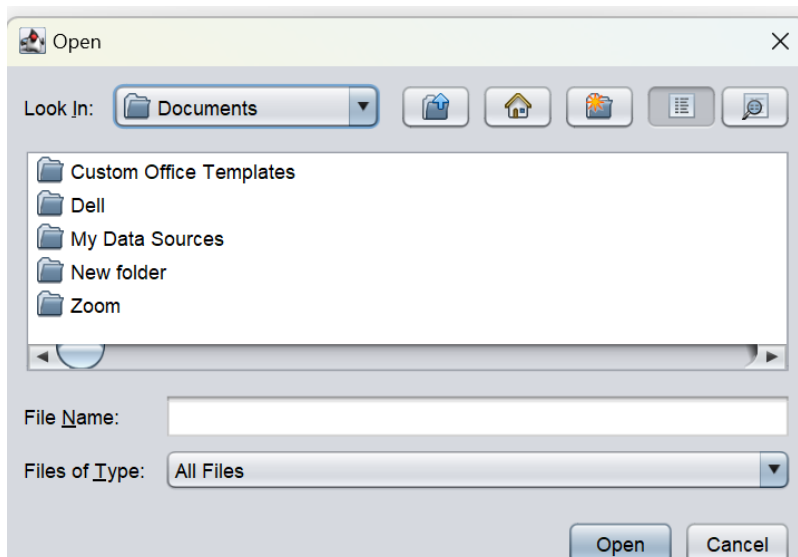 Open
Look In: Documents
Custom Office Templates
Dell
My Data Sources
New folder
Zoom
File Name:
Files of Type: All Files
Open Cancel